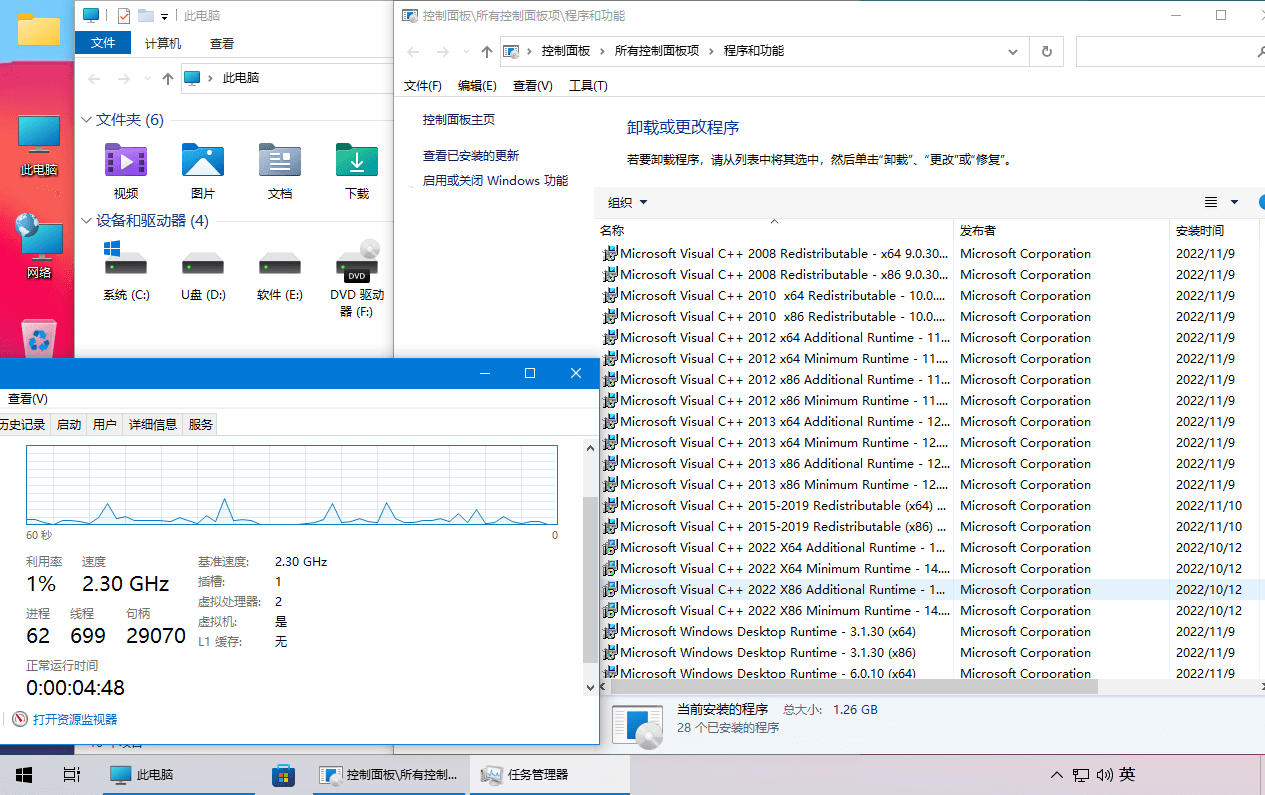 此电脑
文件
计算机
查看
此电脑
文件夹 (6)
视频
图片
文档
下载
设备和驱动器 (4)
系统 (C:)
U盘 (D:)
软件 (E:)
DVD
DVD 驱动
器 (F:)
此电脑
网络
控制面板\所有控制面板项\程序和功能
控制面板
所有控制面板项
程序和功能
文件(F)
编辑(E)
查看(V)
工具(T)
控制面板主页
查看已安装的更新
启用或关闭 Windows 功能
卸载或更改程序
若要卸载程序，请从列表中将其选中，然后单击“卸载”、“更改”或“修复”。
组织
名称 发布者 安装时间
Microsoft Visual C++ 2008 Redistributable - x64 9.0.30... Microsoft Corporation 2022/11/9
Microsoft Visual C++ 2008 Redistributable - x86 9.0.30... Microsoft Corporation 2022/11/9
Microsoft Visual C++ 2010  x64 Redistributable - 10.0.... Microsoft Corporation 2022/11/9
Microsoft Visual C++ 2010  x86 Redistributable - 10.0.... Microsoft Corporation 2022/11/9
Microsoft Visual C++ 2012 x64 Additional Runtime - 11... Microsoft Corporation 2022/11/9
Microsoft Visual C++ 2012 x64 Minimum Runtime - 11.... Microsoft Corporation 2022/11/9
Microsoft Visual C++ 2012 x86 Additional Runtime - 11... Microsoft Corporation 2022/11/9
Microsoft Visual C++ 2012 x86 Minimum Runtime - 11.... Microsoft Corporation 2022/11/9
Microsoft Visual C++ 2013 x64 Additional Runtime - 12... Microsoft Corporation 2022/11/9
Microsoft Visual C++ 2013 x64 Minimum Runtime - 12.... Microsoft Corporation 2022/11/9
Microsoft Visual C++ 2013 x86 Additional Runtime - 12... Microsoft Corporation 2022/11/9
Microsoft Visual C++ 2013 x86 Minimum Runtime - 12.... Microsoft Corporation 2022/11/9
Microsoft Visual C++ 2015-2019 Redistributable (x64) ... Microsoft Corporation 2022/11/10
Microsoft Visual C++ 2015-2019 Redistributable (x86) ... Microsoft Corporation 2022/11/10
Microsoft Visual C++ 2022 X64 Additional Runtime - 1... Microsoft Corporation 2022/10/12
Microsoft Visual C++ 2022 X64 Minimum Runtime - 14.... Microsoft Corporation 2022/10/12
Microsoft Visual C++ 2022 X86 Additional Runtime - 1... Microsoft Corporation 2022/10/12
Microsoft Visual C++ 2022 X86 Minimum Runtime - 14.... Microsoft Corporation 2022/10/12
Microsoft Windows Desktop Runtime - 3.1.30 (x64) Microsoft Corporation 2022/11/9
Microsoft Windows Desktop Runtime - 3.1.30 (x86) Microsoft Corporation 2022/11/9
Microsoft Windows Desktop Runtime - 6.0.10 (x64) Microsoft Corporation 2022/11/9
当前安装的程序 总大小: 1.26 GB
28 个已安装的程序
查看(V)
历史记录 启动 用户 详细信息 服务
60 秒 0
利用率 速度
1% 2.30 GHz
进程 线程 句柄
62 699 29070
正常运行时间
0:00:04:48
基准速度: 2.30 GHz
插槽: 1
虚拟处理器: 2
虚拟机: 是
L1 缓存: 无
打开资源监视器
此电脑
控制面板\所有控制...
任务管理器
英